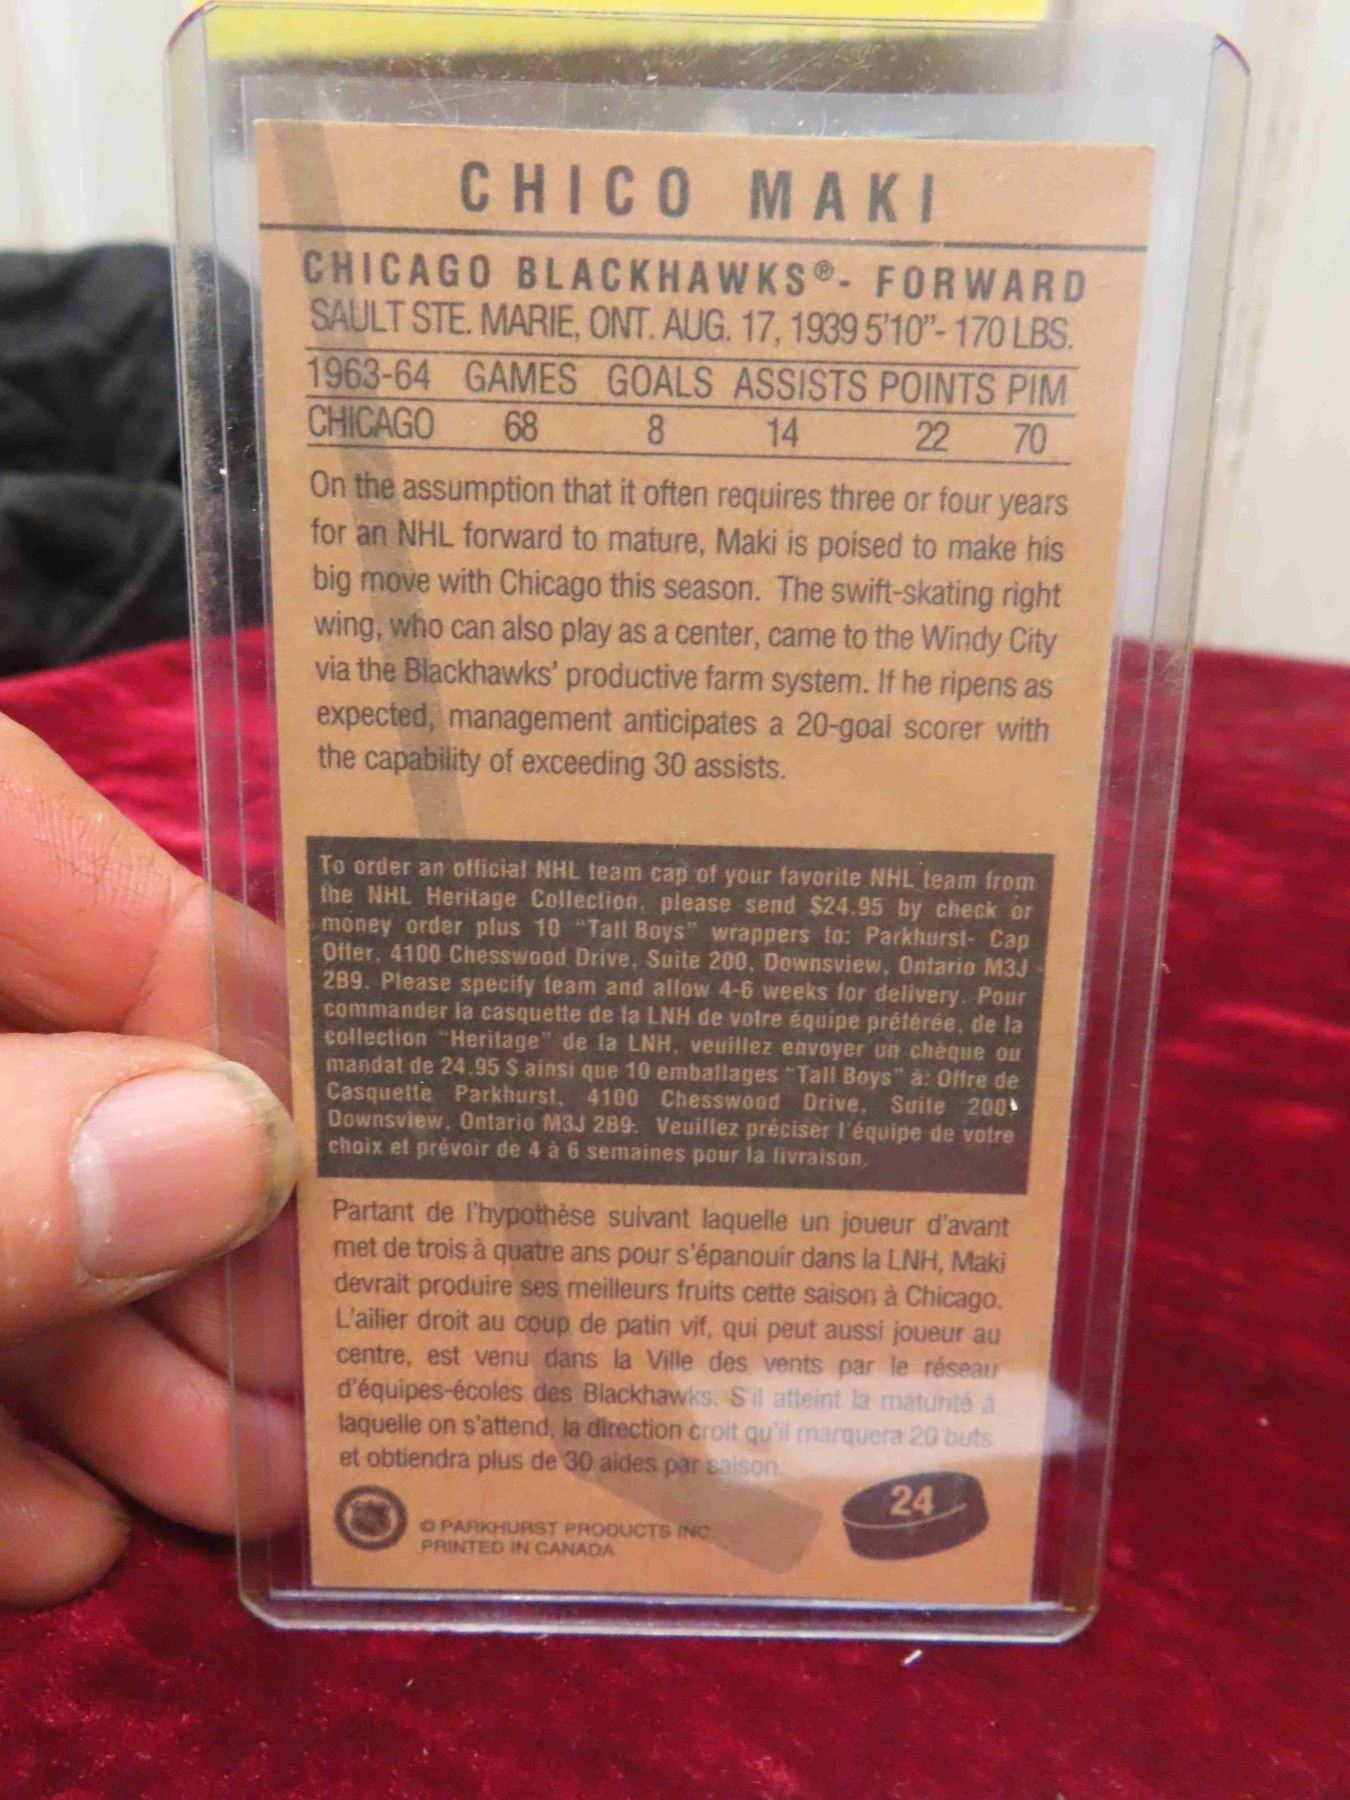 CHICO MAKI
CHICAGO BLACKHAWKS®- FORWARD
SAULT STE. MARIE, ONT. AUG. 17, 1939 5'10"- 170 LBS.
1963-64 GAMES GOALS ASSISTS POINTS PIM
CHICAGO 68 8 14 22 70
On the assumption that it often requires three or four years
for an NHL forward to mature, Maki is poised to make his
big move with Chicago this season. The swift-skating right
wing, who can also play as a center, came to the Windy City
via the Blackhawks' productive farm system. If he ripens as
expected, management anticipates a 20-goal scorer with
the capability of exceeding 30 assists.
To order an official NHL team cap of your favorite NHL team from
the NHL Heritage Collection, please send $24.95 by check or
money order plus 10 "Tall Boys" wrappers to: Parkhurst- Cap
Offer, 4100 Chesswood Drive, Suite 200, Downsview, Ontario M3J
2B9. Please specify team and allow 4-6 weeks for delivery. Pour
commander la casquette de la LNH de votre équipe préférée, de la
collection "Heritage" de la LNH, veuillez envoyer un chèque ou
mandat de 24.95 $ ainsi que 10 emballages "Tall Boys" à: Offre de
Casquette Parkhurst, 4100 Chesswood Drive, Suite 200,
Downsview, Ontario M3J 2B9. Veuillez préciser l'équipe de votre
choix et prévoir de 4 à 6 semaines pour la livraison.
Partant de l'hypothèse suivant laquelle un joueur d'avant
met de trois à quatre ans pour s'épanouir dans la LNH, Maki
devrait produire ses meilleurs fruits cette saison à Chicago.
L'ailier droit au coup de patin vif, qui peut aussi joueur au
centre, est venu dans la Ville des vents par le réseau
d'équipes-écoles des Blackhawks. S'il atteint la maturité à
laquelle on s'attend, la direction croit qu'il marquera 20 buts
et obtiendra plus de 30 aides par saison.
24
© PARKHURST PRODUCTS INC
PRINTED IN CANADA